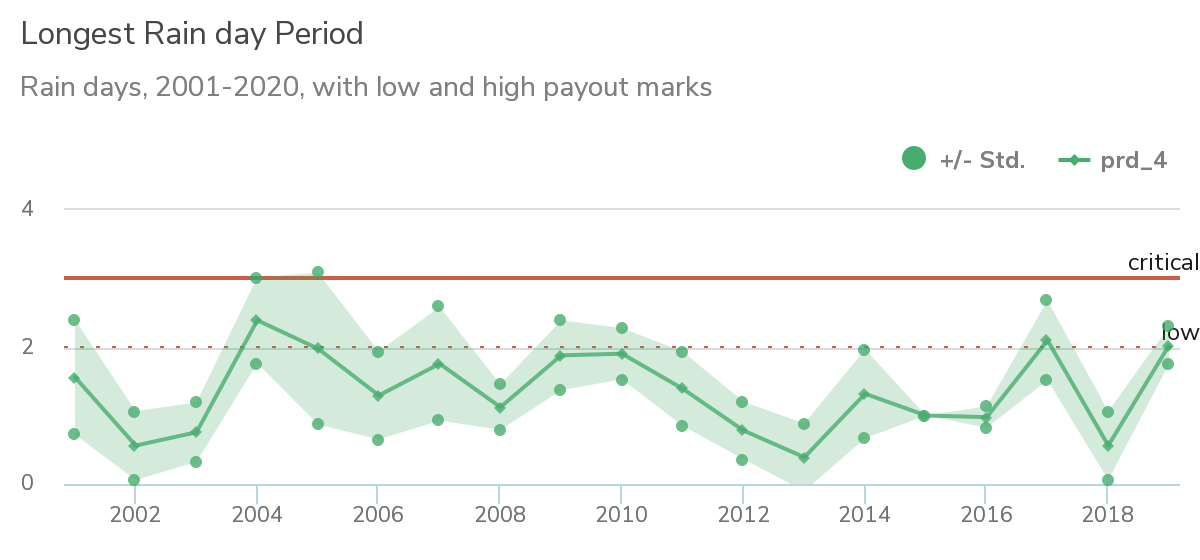 Longest Rain day Period
Rain days, 2001-2020, with low and high payout marks
+/- Std. prd_4
4
critical
low
2
0
2002 2004 2006 2008 2010 2012 2014 2016 2018